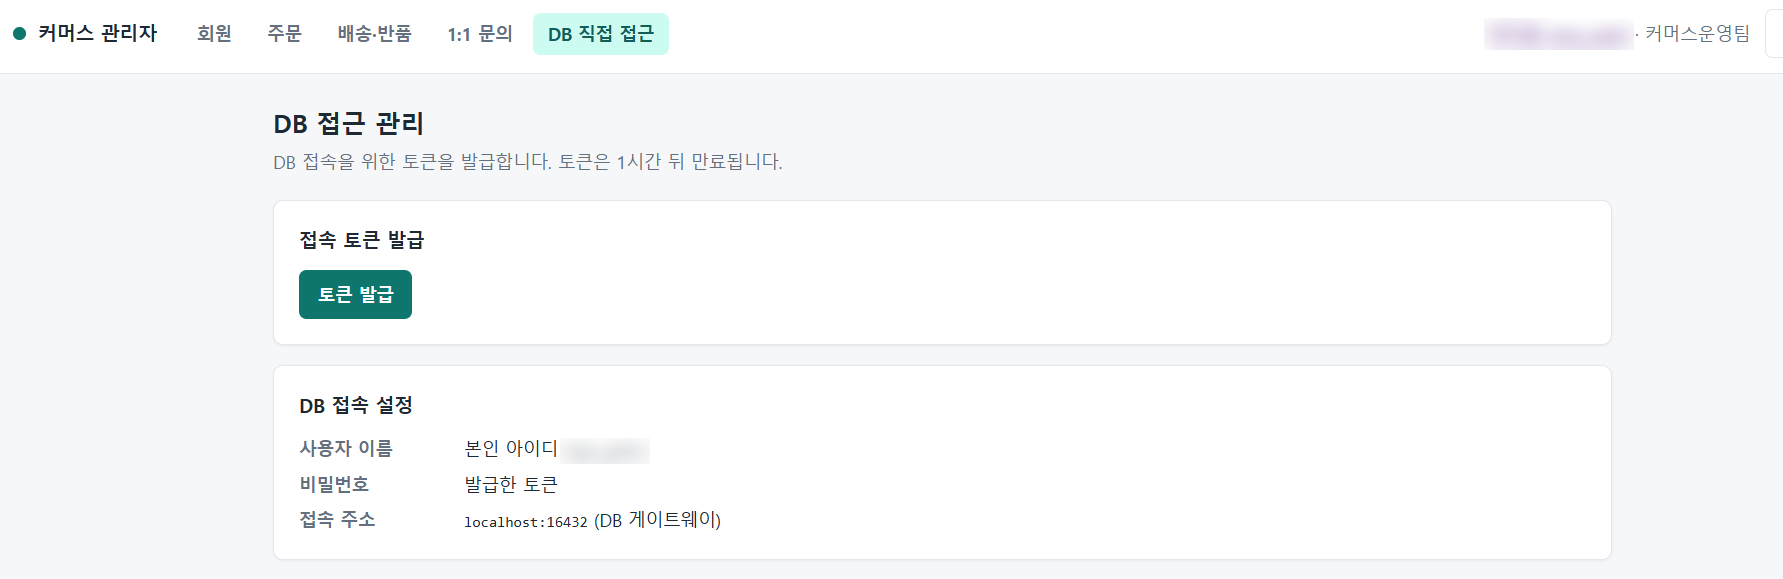 커머스 관리자 회원 주문 배송·반품 1:1 문의 DB 직접 접근 · 커머스운영팀
DB 접근 관리
DB 접속을 위한 토큰을 발급합니다. 토큰은 1시간 뒤 만료됩니다.
접속 토큰 발급
토큰 발급
DB 접속 설정
사용자 이름 본인 아이디
비밀번호 발급한 토큰
접속 주소 localhost:16432 (DB 게이트웨이)